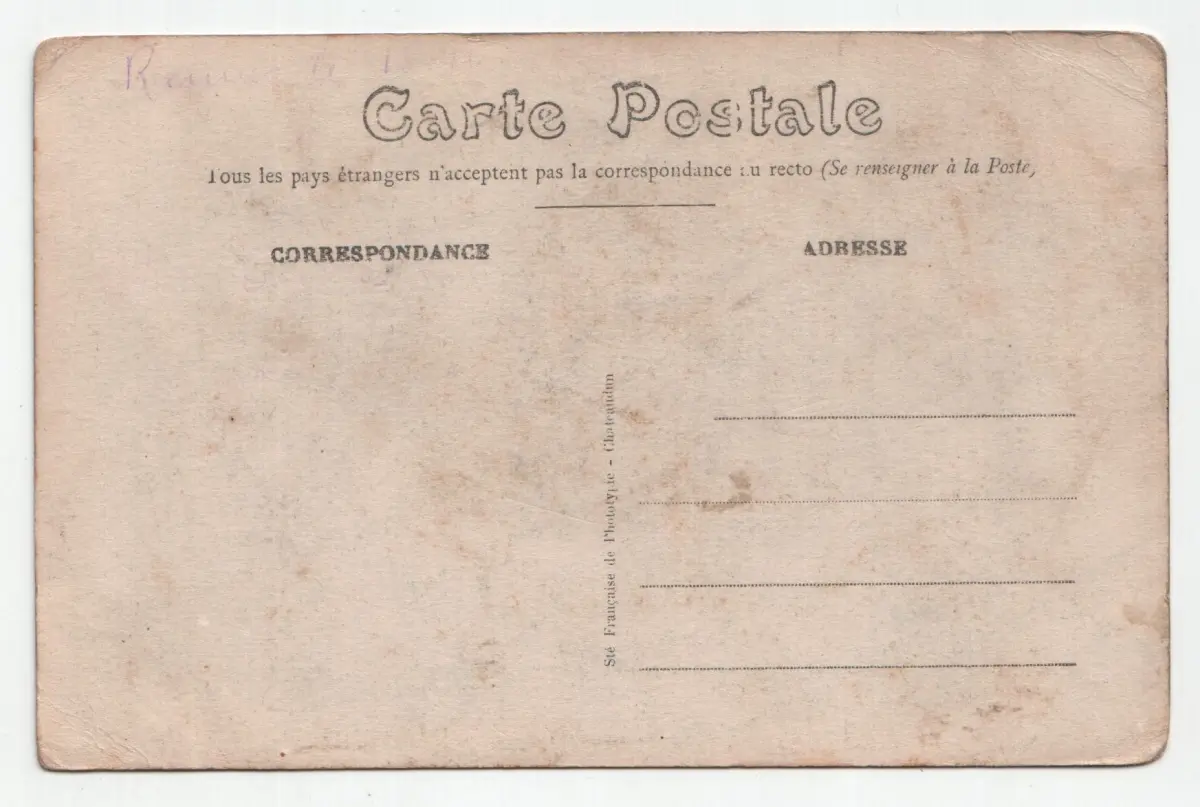 Carte Postale
Tous les pays étrangers n'acceptent pas la correspondance au recto (Se renseigner à la Poste)
CORRESPONDANCE
ADRESSE
Sté Française de Phototypie - Chateaudun